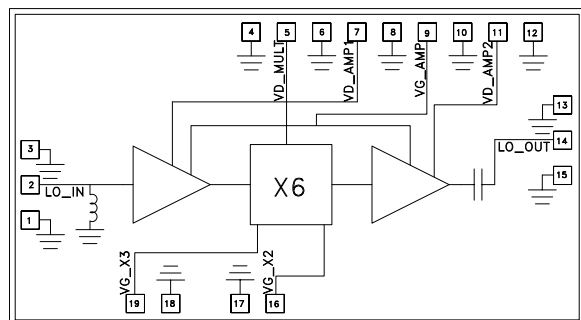 4 5 6 7 8 9 10 11 12
VD_MULT
VD_AMP1
VG_AMP
VD_AMP2
13
3
14
LO_OUT
2
LO_IN
X6
15
1
VG_X3
VG_X2
19 18 17 16